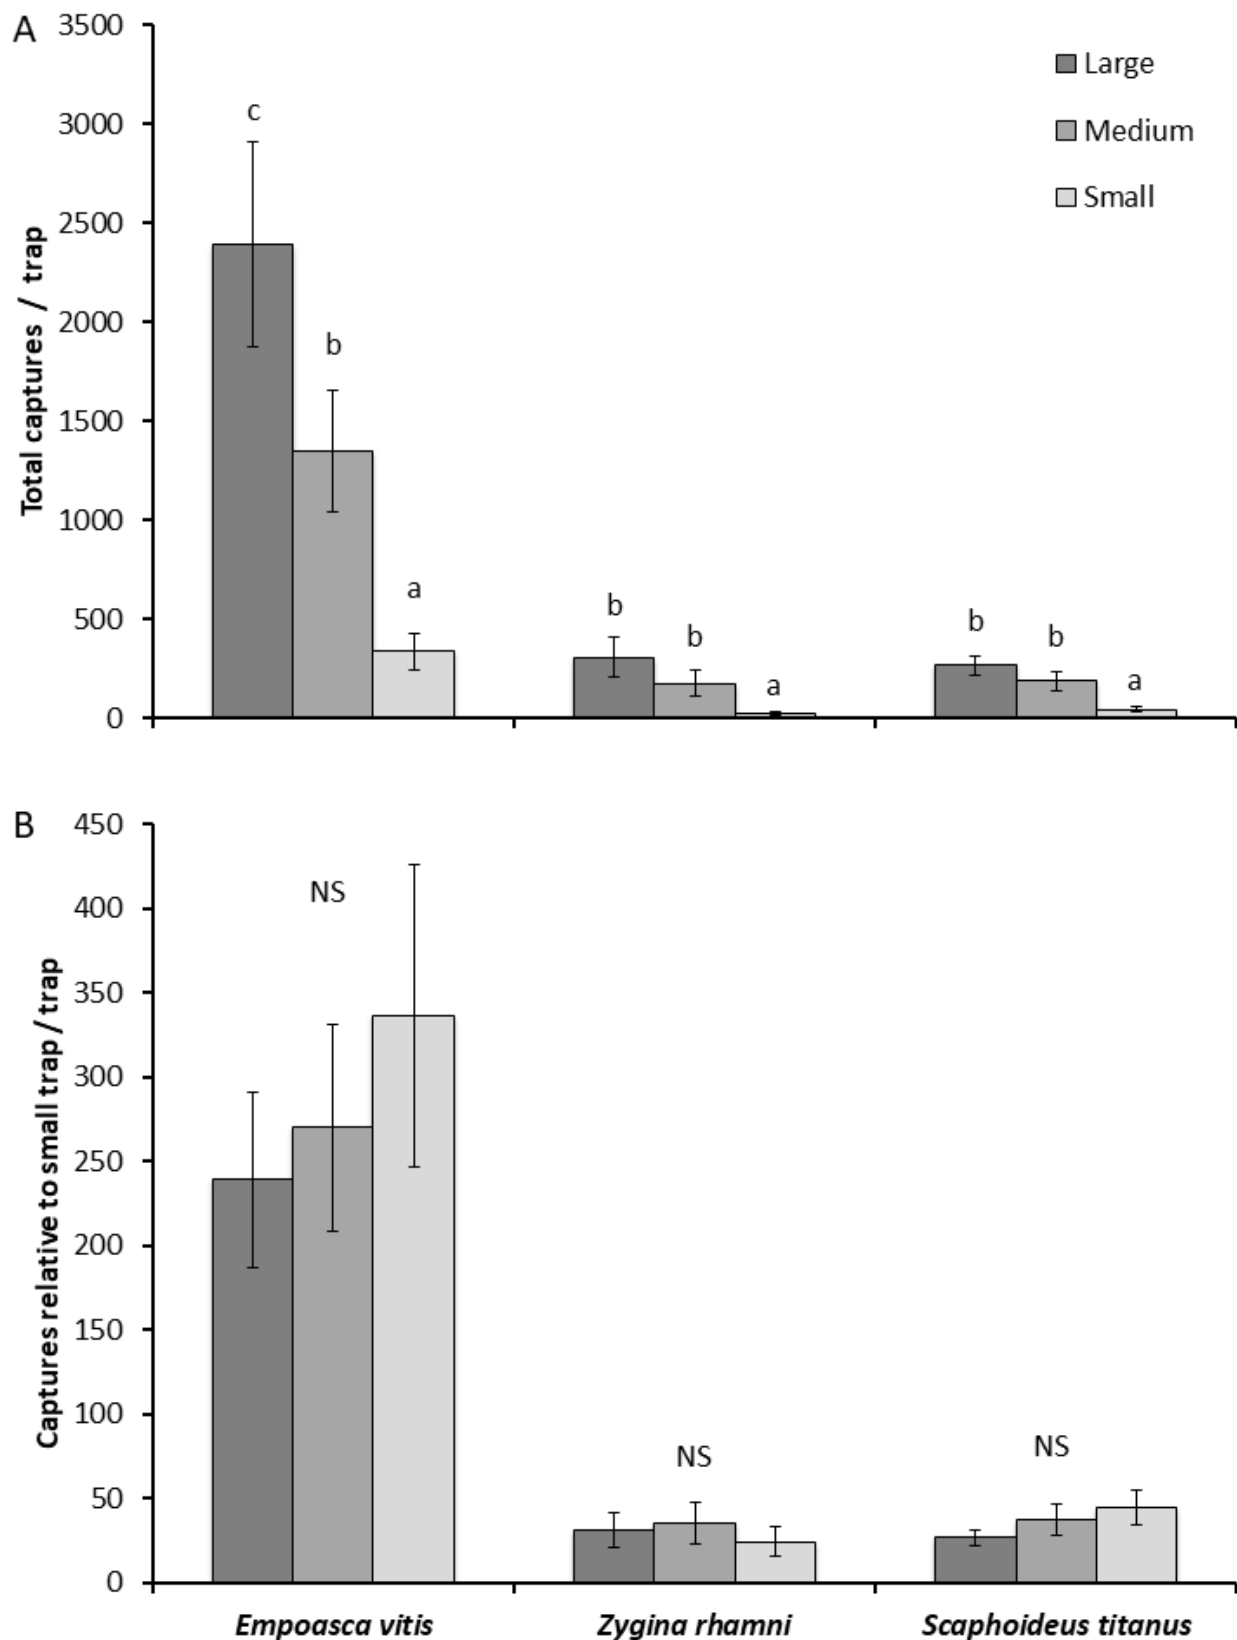 A
3500
3000
2500
2000
1500
1000
500
0
Total captures / trap
Large
Medium
Small
c
b
a
b
b
a
b
b
a
B
450
400
350
300
250
200
150
100
50
0
Captures relative to small trap / trap
NS
NS
NS
Empoasca vitis
Zygina rhamni
Scaphoideus titanus